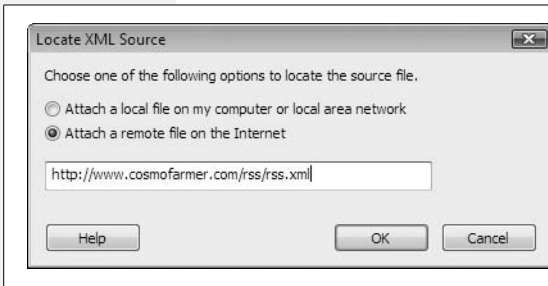 Locate XML Source
Choose one of the following options to locate the source file.
Attach a local file on my computer or local area network
Attach a remote file on the Internet
http://www.cosmofarmer.com/rss/rss.xml
Help
OK
Cancel